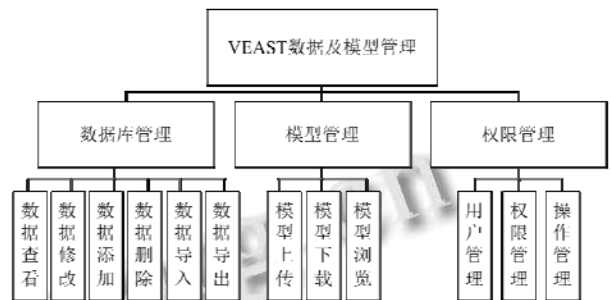 VEAST数据及模型管理
数据库管理
模型管理
权限管理
数据查看
数据修改
数据添加
数据删除
数据导入
数据导出
模型上传
模型下载
模型浏览
用户管理
权限管理
操作管理